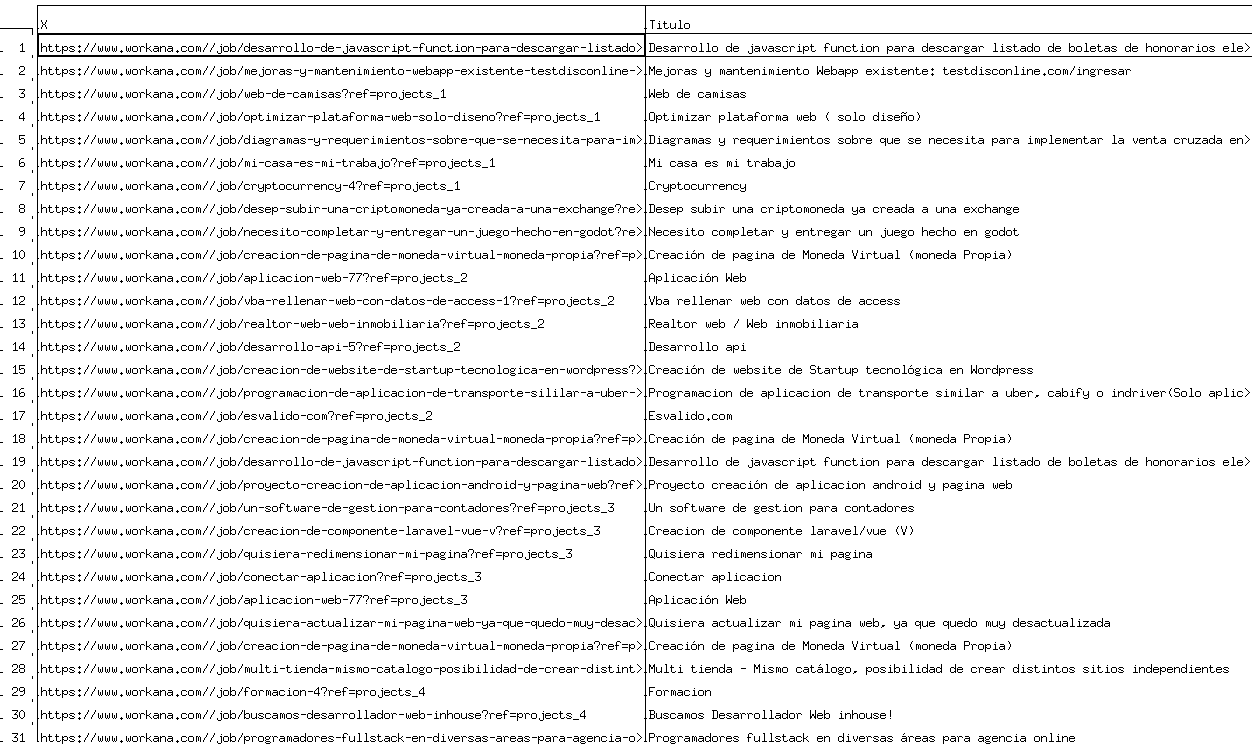 X Titulo
1 https://www.workana.com//job/desarrollo-de-javascript-function-para-descargar-listado> Desarrollo de javascript function para descargar listado de boletas de honorarios ele>
2 https://www.workana.com//job/mejoras-y-mantenimiento-webapp-existente-testdisconline-> Mejoras y mantenimiento Webapp existente: testdisconline.com/ingresar
3 https://www.workana.com//job/web-de-camisas?ref=projects_1 Web de camisas
4 https://www.workana.com//job/optimizar-plataforma-web-solo-diseno?ref=projects_1 Optimizar plataforma web ( solo diseño)
5 https://www.workana.com//job/diagramas-y-requerimientos-sobre-que-se-necesita-para-im> Diagramas y requerimientos sobre que se necesita para implementar la venta cruzada en>
6 https://www.workana.com//job/mi-casa-es-mi-trabajo?ref=projects_1 Mi casa es mi trabajo
7 https://www.workana.com//job/cryptocurrency-4?ref=projects_1 Cryptocurrency
8 https://www.workana.com//job/desep-subir-una-criptomoneda-ya-creada-a-una-exchange?re> Desep subir una criptomoneda ya creada a una exchange
9 https://www.workana.com//job/necesito-completar-y-entregar-un-juego-hecho-en-godot?re> Necesito completar y entregar un juego hecho en godot
10 https://www.workana.com//job/creacion-de-pagina-de-moneda-virtual-moneda-propia?ref=p> Creación de pagina de Moneda Virtual (moneda Propia)
11 https://www.workana.com//job/aplicacion-web-77?ref=projects_2 Aplicación Web
12 https://www.workana.com//job/vba-rellenar-web-con-datos-de-access-1?ref=projects_2 Vba rellenar web con datos de access
13 https://www.workana.com//job/realtor-web-web-inmobiliaria?ref=projects_2 Realtor web / Web inmobiliaria
14 https://www.workana.com//job/desarrollo-api-5?ref=projects_2 Desarrollo api
15 https://www.workana.com//job/creacion-de-website-de-startup-tecnologica-en-wordpress?> Creación de website de Startup tecnológica en Wordpress
16 https://www.workana.com//job/programacion-de-aplicacion-de-transporte-sililar-a-uber-> Programacion de aplicacion de transporte similar a uber, cabify o indriver(Solo aplic>
17 https://www.workana.com//job/esvalido-com?ref=projects_2 Esvalido.com
18 https://www.workana.com//job/creacion-de-pagina-de-moneda-virtual-moneda-propia?ref=p> Creación de pagina de Moneda Virtual (moneda Propia)
19 https://www.workana.com//job/desarrollo-de-javascript-function-para-descargar-listado> Desarrollo de javascript function para descargar listado de boletas de honorarios ele>
20 https://www.workana.com//job/proyecto-creacion-de-aplicacion-android-y-pagina-web?ref> Proyecto creación de aplicacion android y pagina web
21 https://www.workana.com//job/un-software-de-gestion-para-contadores?ref=projects_3 Un software de gestion para contadores
22 https://www.workana.com//job/creacion-de-componente-laravel-vue-v?ref=projects_3 Creacion de componente laravel/vue (V)
23 https://www.workana.com//job/quisiera-redimensionar-mi-pagina?ref=projects_3 Quisiera redimensionar mi pagina
24 https://www.workana.com//job/conectar-aplicacion?ref=projects_3 Conectar aplicacion
25 https://www.workana.com//job/aplicacion-web-77?ref=projects_3 Aplicación Web
26 https://www.workana.com//job/quisiera-actualizar-mi-pagina-web-ya-que-quedo-muy-desac> Quisiera actualizar mi pagina web, ya que quedo muy desactualizada
27 https://www.workana.com//job/creacion-de-pagina-de-moneda-virtual-moneda-propia?ref=p> Creación de pagina de Moneda Virtual (moneda Propia)
28 https://www.workana.com//job/multi-tienda-mismo-catalogo-posibilidad-de-crear-distint> Multi tienda - Mismo catálogo, posibilidad de crear distintos sitios independientes
29 https://www.workana.com//job/formacion-4?ref=projects_4 Formacion
30 https://www.workana.com//job/buscamos-desarrollador-web-inhouse?ref=projects_4 Buscamos Desarrollador Web inhouse!
31 https://www.workana.com//job/programadores-fullstack-en-diversas-areas-para-agencia-o> Programadores fullstack en diversas áreas para agencia online